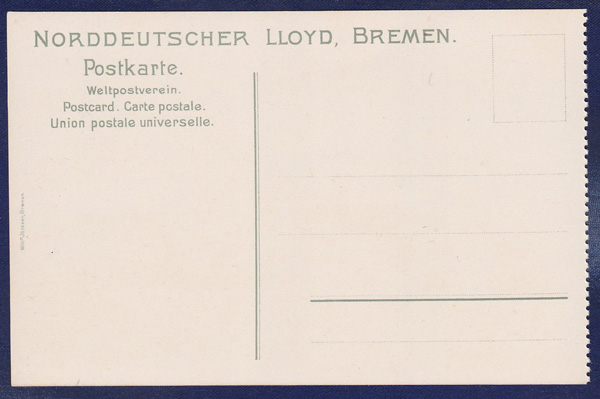 NORDDEUTSCHER LLOYD, BREMEN.
Postkarte.
Weltpostverein.
Postcard. Carte postale.
Union postale universelle.